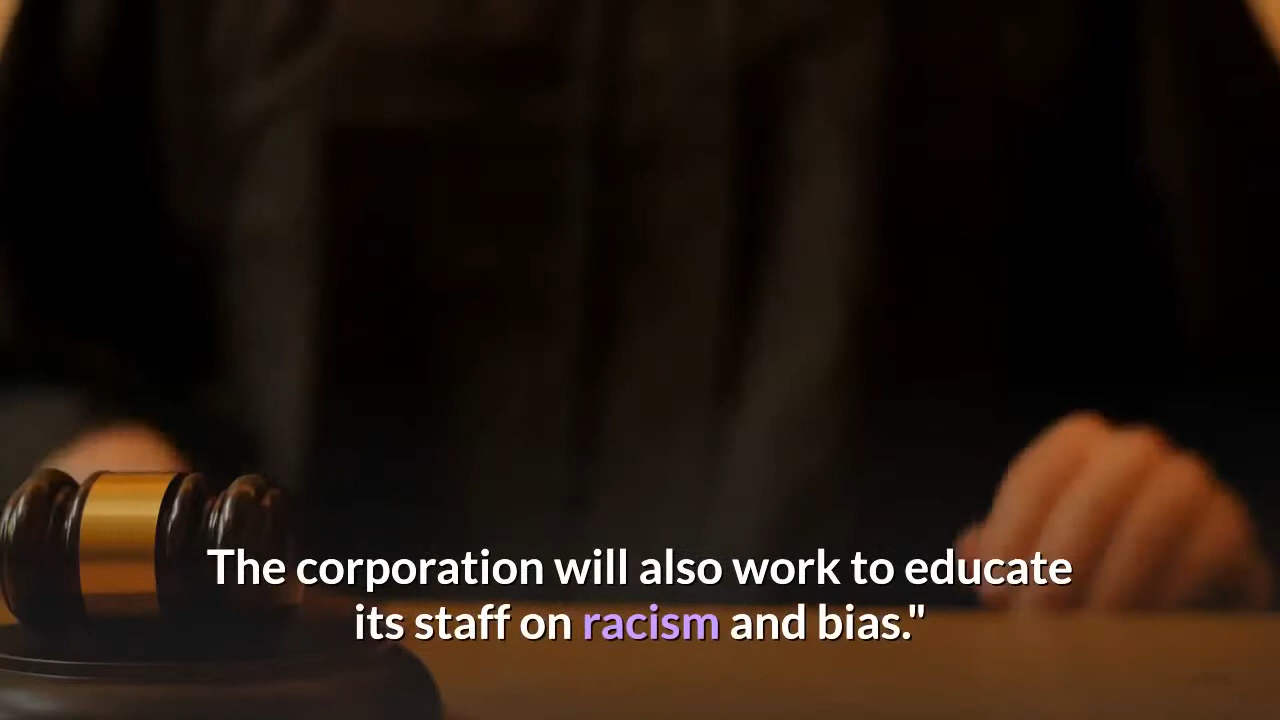 The corporation will also work to educate
its staff on racism and bias."